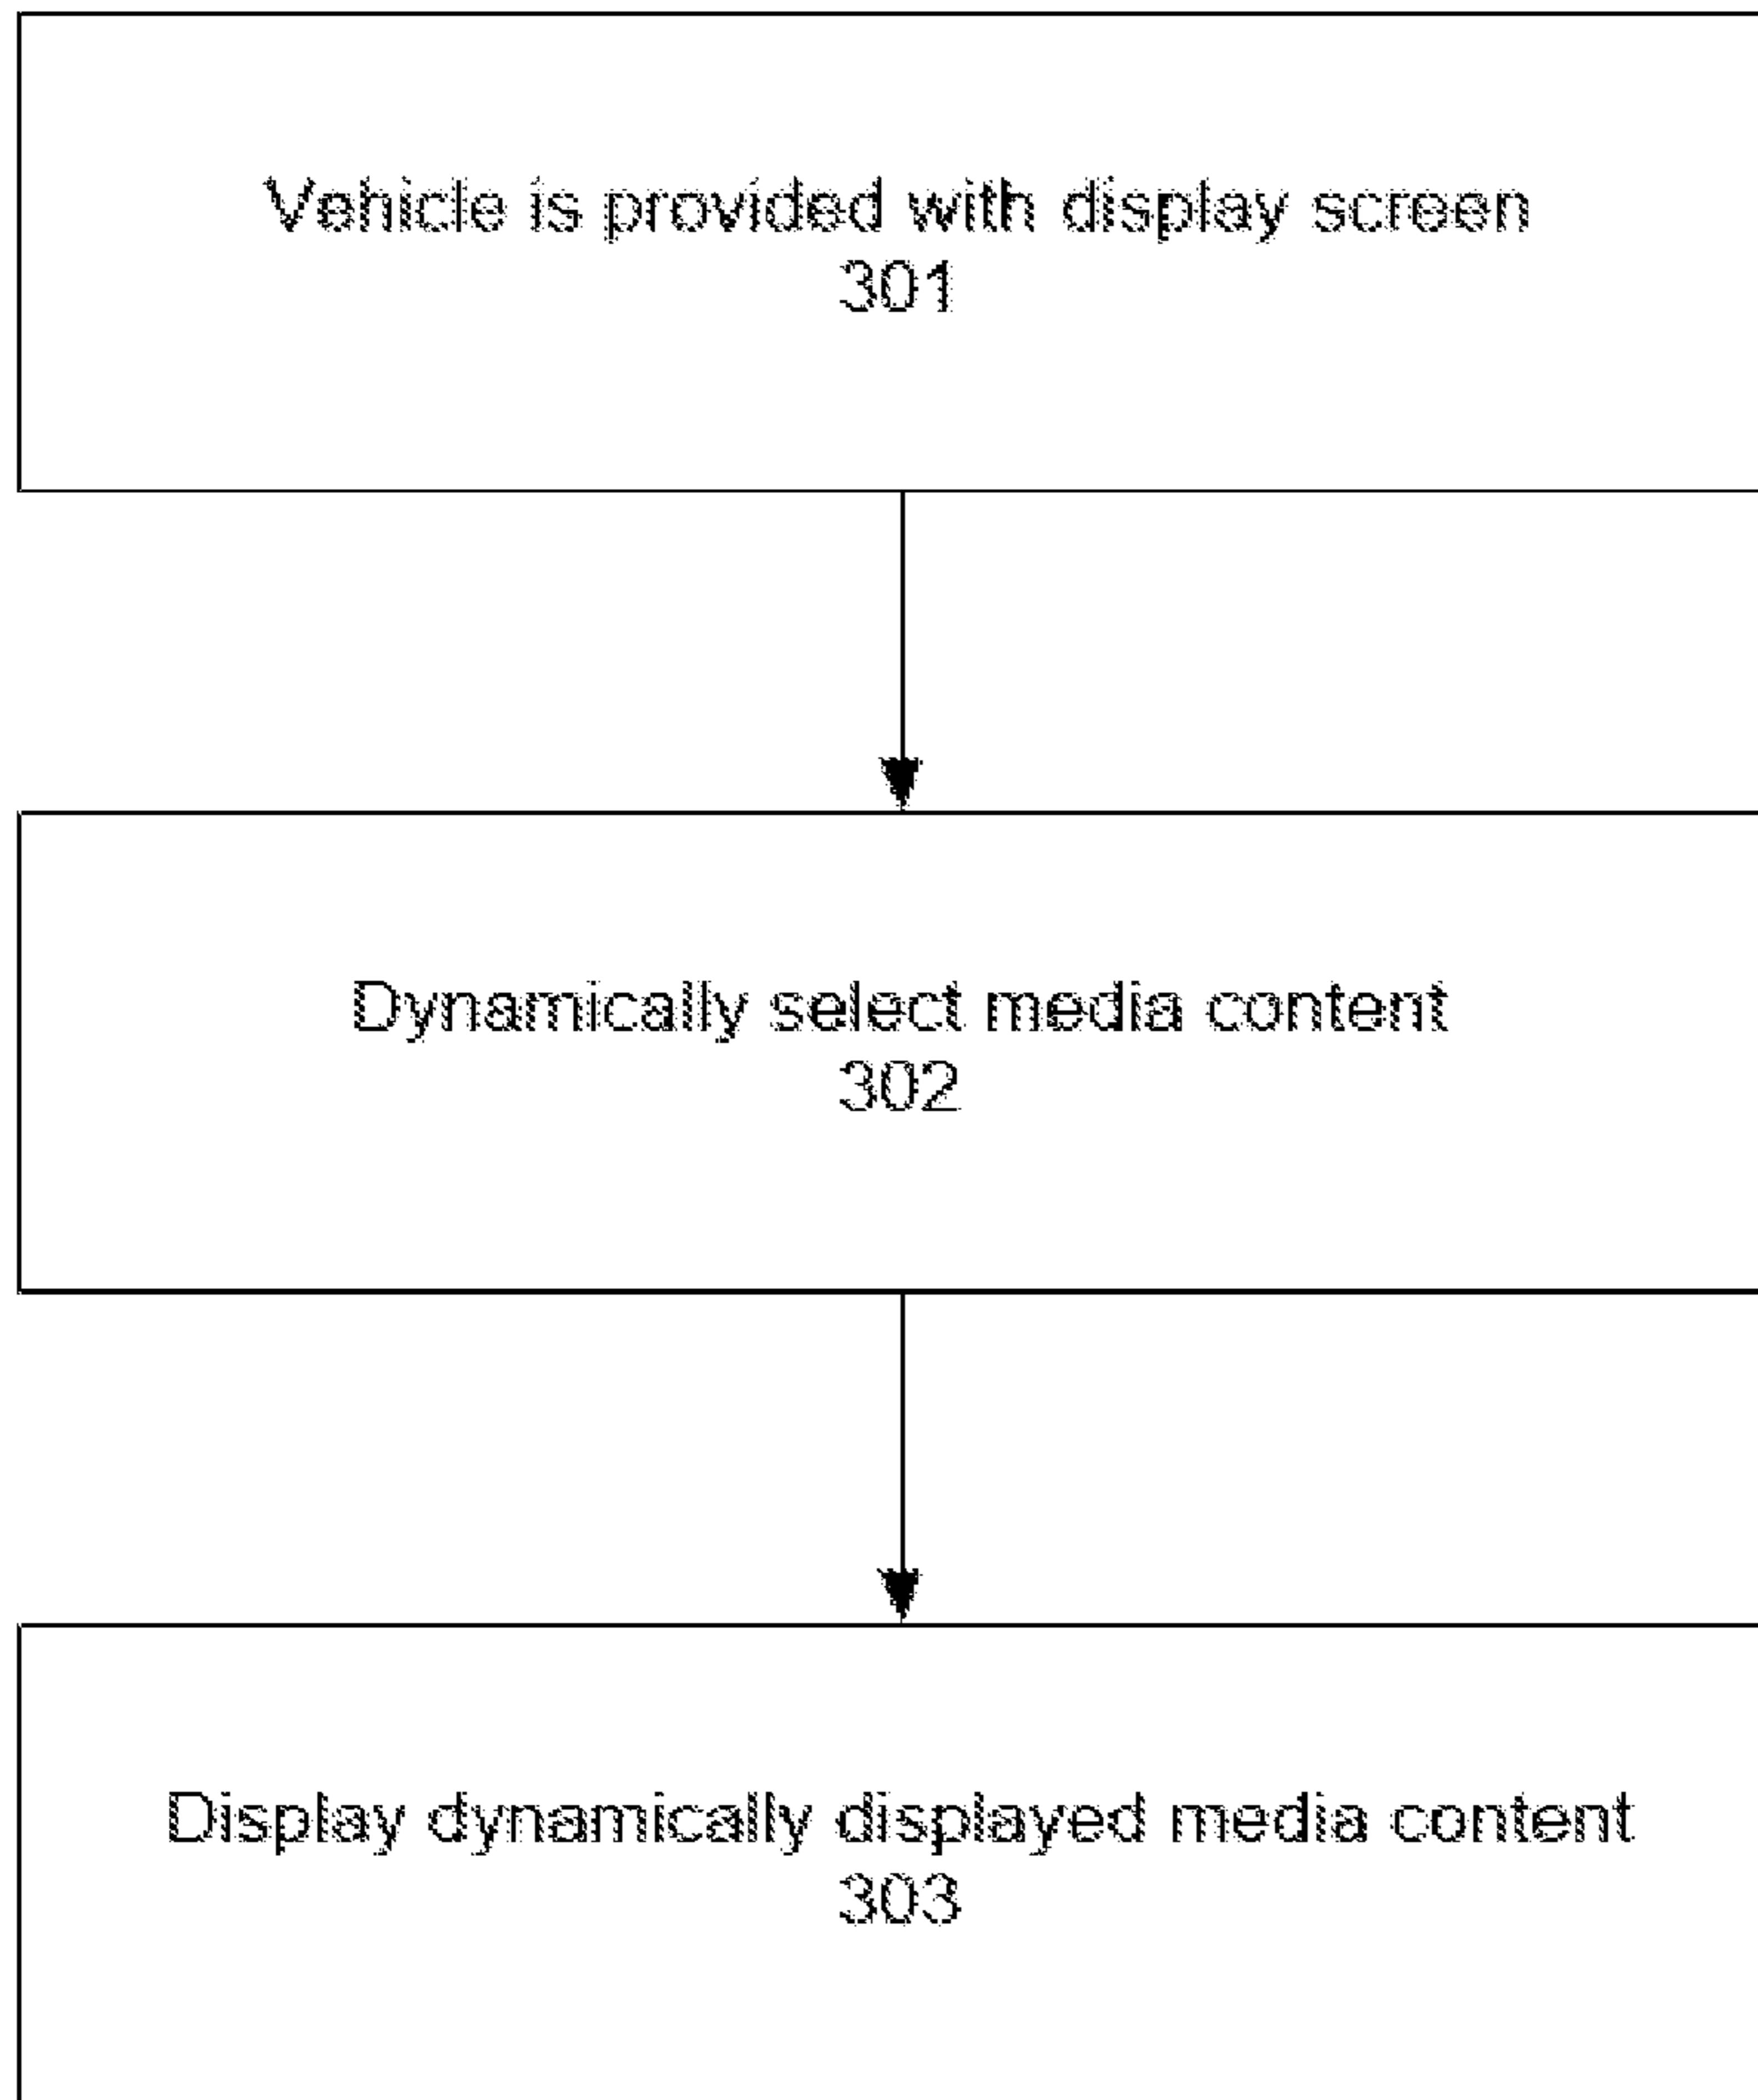 Vehicle is provided with display screen
301
Dynamically select media content
302
Display dynamically displayed media content
303